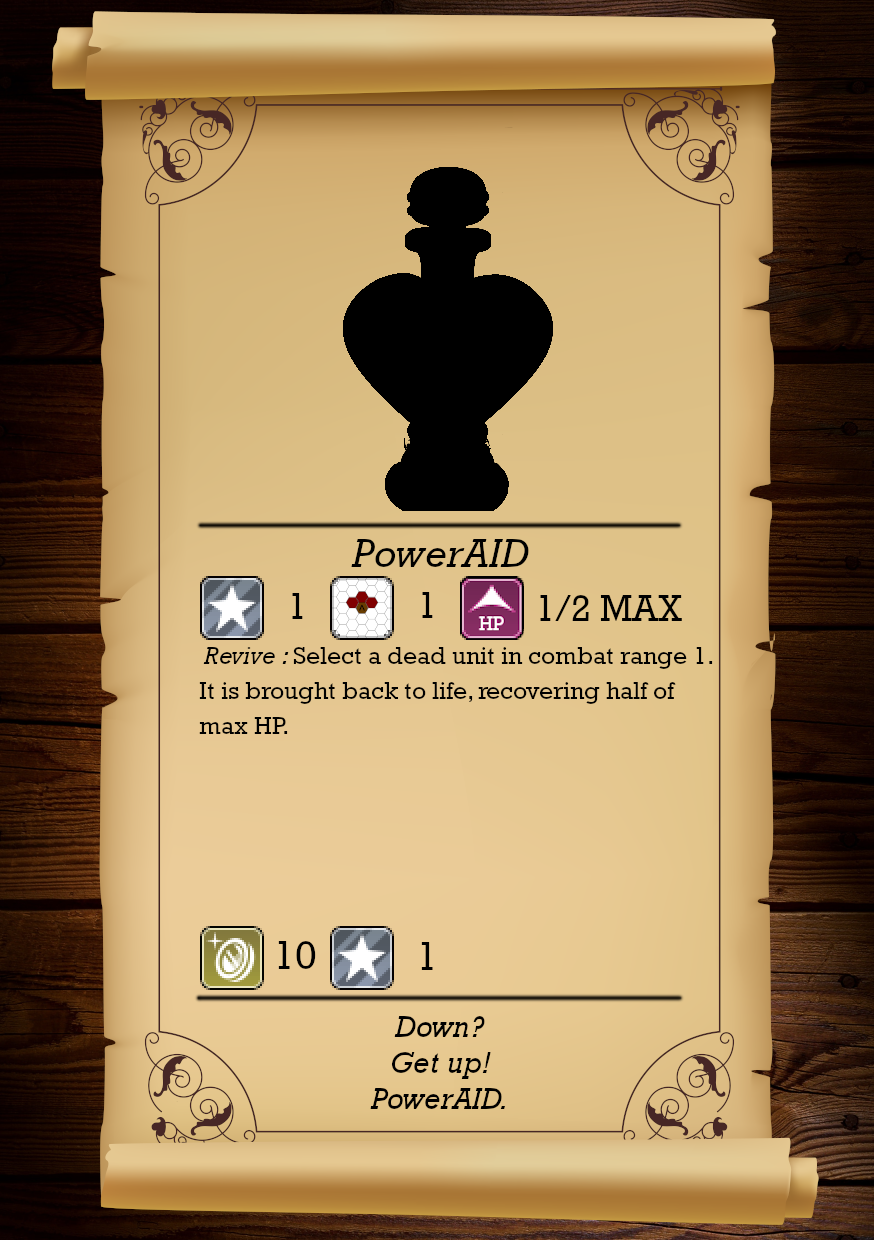 PowerAID
1 1 HP 1/2 MAX
Revive : Select a dead unit in combat range 1.
It is brought back to life, recovering half of
max HP.
10 1
Down?
Get up!
PowerAID.